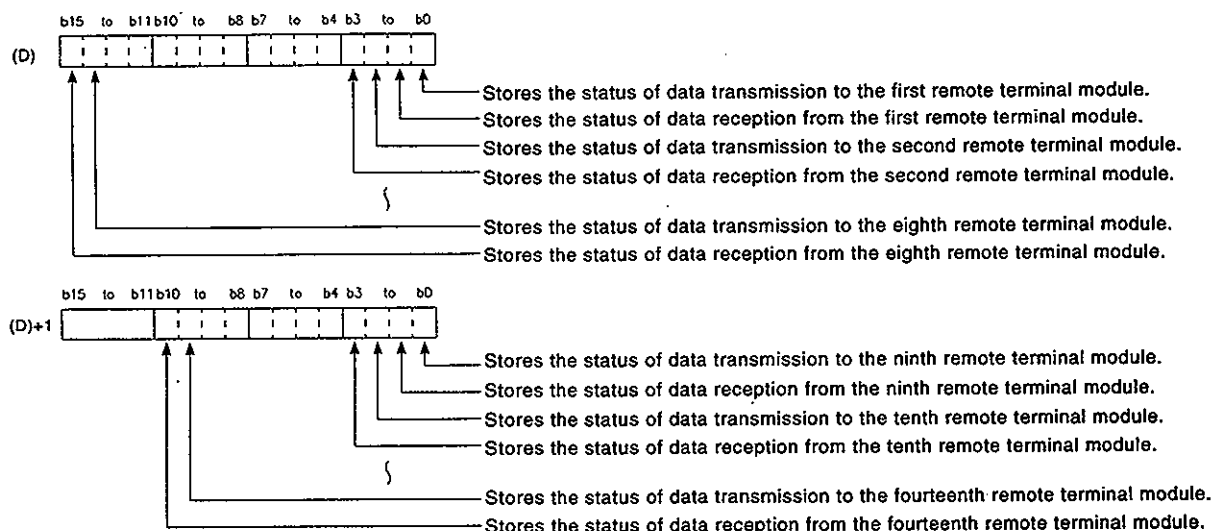 b15 to b11 b10 to b8 b7 to b4 b3 to b0
(D)
Stores the status of data transmission to the first remote terminal module.
Stores the status of data reception from the first remote terminal module.
Stores the status of data transmission to the second remote terminal module.
Stores the status of data reception from the second remote terminal module.
Stores the status of data transmission to the eighth remote terminal module.
Stores the status of data reception from the eighth remote terminal module.
b15 to b11 b10 to b8 b7 to b4 b3 to b0
(D)+1
Stores the status of data transmission to the ninth remote terminal module.
Stores the status of data reception from the ninth remote terminal module.
Stores the status of data transmission to the tenth remote terminal module.
Stores the status of data reception from the tenth remote terminal module.
Stores the status of data transmission to the fourteenth remote terminal module.
Stores the status of data reception from the fourteenth remote terminal module.